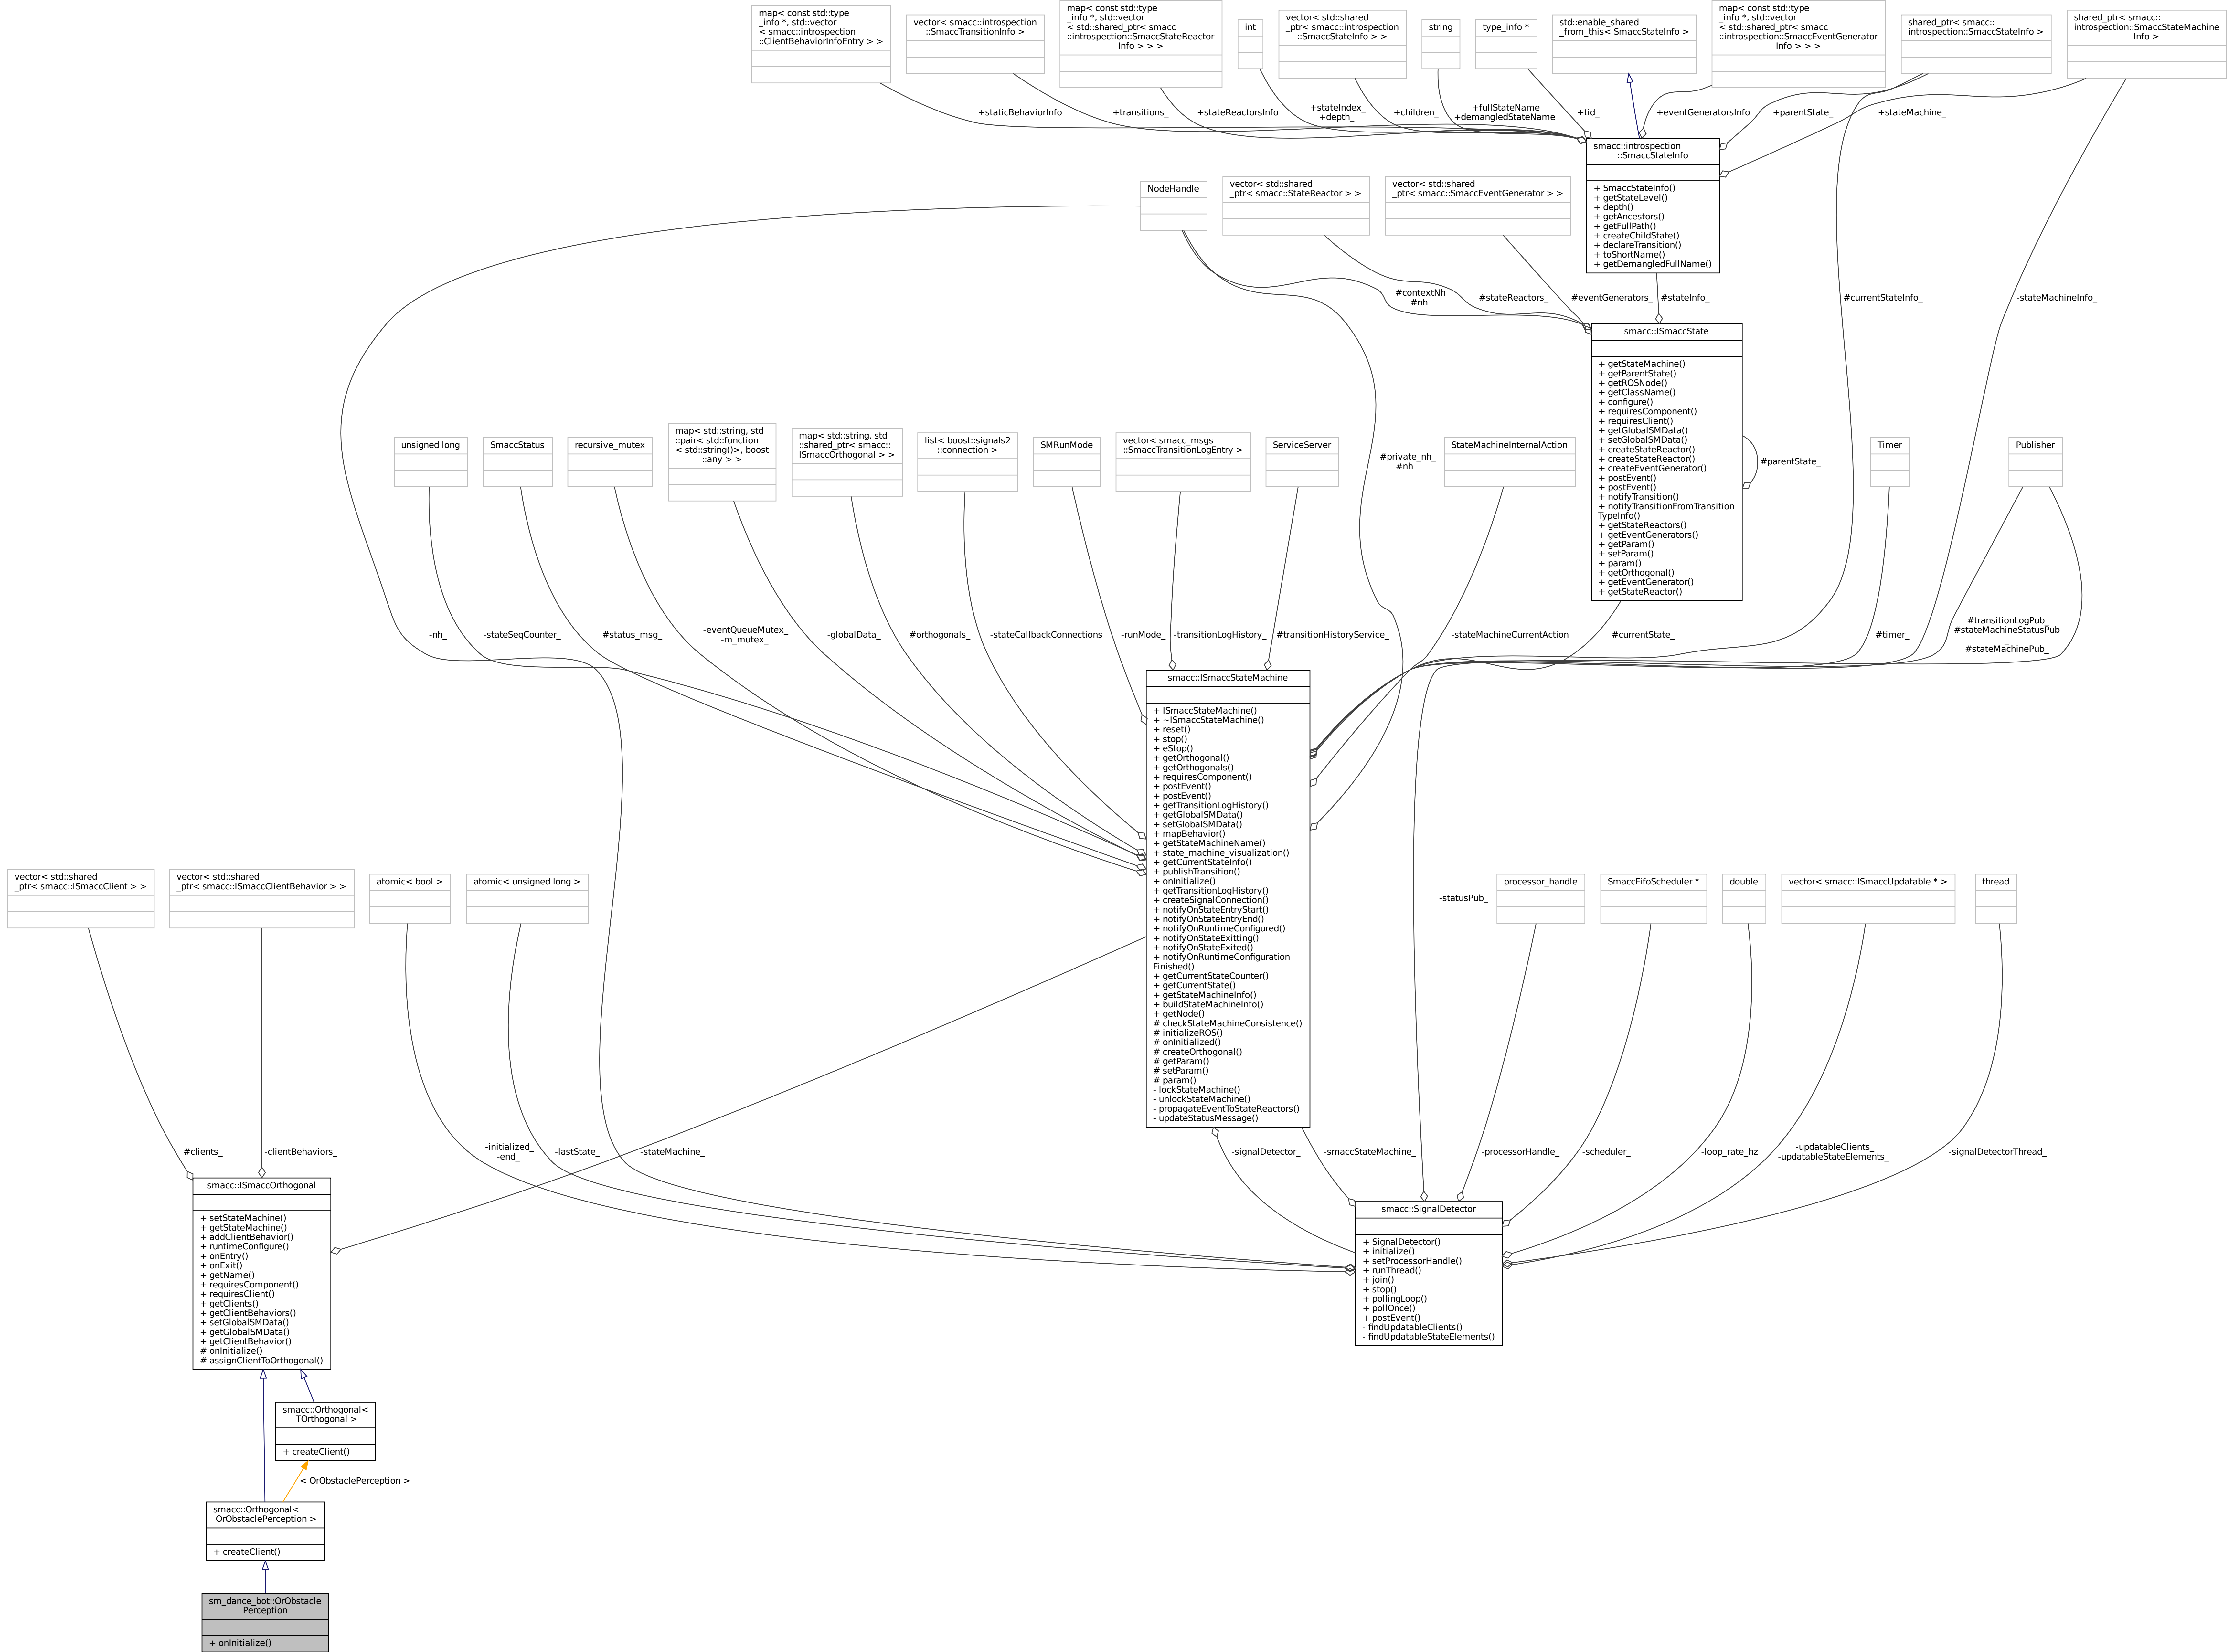 map< const std::type
_info *, std::vector
< smacc::introspection
::ClientBehaviorInfoEntry > >
vector< smacc::introspection
::SmaccTransitionInfo >
map< const std::type
_info *, std::vector
< std::shared_ptr< smacc
::introspection::SmaccStateReactor
Info > > >
int
vector< std::shared
_ptr< smacc::introspection
::SmaccStateInfo > >
string
type_info *
std::enable_shared
_from_this< SmaccStateInfo >
map< const std::type
_info *, std::vector
< std::shared_ptr< smacc
::introspection::SmaccEventGenerator
Info > > >
shared_ptr< smacc::
introspection::SmaccStateInfo >
shared_ptr< smacc::
introspection::SmaccStateMachine
Info >
+staticBehaviorInfo
+transitions_
+stateReactorsInfo
+stateIndex_
+depth_
+children_
+fullStateName
+demangledStateName
+tid_
+eventGeneratorsInfo
+parentState_
+stateMachine_
smacc::introspection
::SmaccStateInfo
+ SmaccStateInfo()
+ getStateLevel()
+ depth()
+ getAncestors()
+ getFullPath()
+ createChildState()
+ declareTransition()
+ toShortName()
+ getDemangledFullName()
NodeHandle
vector< std::shared
_ptr< smacc::StateReactor > >
vector< std::shared
_ptr< smacc::SmaccEventGenerator > >
#contextNh
#nh
#stateReactors_
#eventGenerators_
#stateInfo_
#currentStateInfo_
-stateMachineInfo_
smacc::ISmaccState
+ getStateMachine()
+ getParentState()
+ getROSNode()
+ getClassName()
+ configure()
+ requiresComponent()
+ requiresClient()
+ getGlobalSMData()
+ setGlobalSMData()
+ createStateReactor()
+ createStateReactor()
+ createEventGenerator()
+ postEvent()
+ postEvent()
+ notifyTransition()
+ notifyTransitionFromTransition
TypeInfo()
+ getStateReactors()
+ getEventGenerators()
+ getParam()
+ setParam()
+ param()
+ getOrthogonal()
+ getEventGenerator()
+ getStateReactor()
#parentState_
unsigned long
SmaccStatus
recursive_mutex
map< std::string, std
::pair< std::function
< std::string()>, boost
::any > >
map< std::string, std
::shared_ptr< smacc::
ISmaccOrthogonal > >
list< boost::signals2
::connection >
SMRunMode
vector< smacc_msgs
::SmaccTransitionLogEntry >
ServiceServer
#private_nh_
#nh_
StateMachineInternalAction
Timer
Publisher
-nh_
-stateSeqCounter_
#status_msg_
-eventQueueMutex_
-m_mutex_
-globalData_
#orthogonals_
-stateCallbackConnections
-runMode_
-transitionLogHistory_
#transitionHistoryService_
-stateMachineCurrentAction
#currentState_
#timer_
#transitionLogPub_
#stateMachineStatusPub
_
#stateMachinePub_
smacc::ISmaccStateMachine
+ ISmaccStateMachine()
+ ~ISmaccStateMachine()
+ reset()
+ stop()
+ eStop()
+ getOrthogonal()
+ getOrthogonals()
+ requiresComponent()
+ postEvent()
+ postEvent()
+ getTransitionLogHistory()
+ getGlobalSMData()
+ setGlobalSMData()
+ mapBehavior()
+ getStateMachineName()
+ state_machine_visualization()
+ getCurrentStateInfo()
+ publishTransition()
+ onInitialize()
+ getTransitionLogHistory()
+ createSignalConnection()
+ notifyOnStateEntryStart()
+ notifyOnStateEntryEnd()
+ notifyOnRuntimeConfigured()
+ notifyOnStateExitting()
+ notifyOnStateExited()
+ notifyOnRuntimeConfiguration
Finished()
+ getCurrentStateCounter()
+ getCurrentState()
+ getStateMachineInfo()
+ buildStateMachineInfo()
+ getNode()
# checkStateMachineConsistence()
# initializeROS()
# onInitialized()
# createOrthogonal()
# getParam()
# setParam()
# param()
- lockStateMachine()
- unlockStateMachine()
- propagateEventToStateReactors()
- updateStatusMessage()
vector< std::shared
_ptr< smacc::ISmaccClient > >
vector< std::shared
_ptr< smacc::ISmaccClientBehavior > >
atomic< bool >
atomic< unsigned long >
-statusPub_
processor_handle
SmaccFifoScheduler *
double
vector< smacc::ISmaccUpdatable * >
thread
#clients_
-clientBehaviors_
-initialized_
-end_
-lastState_
-stateMachine_
-signalDetector_
-smaccStateMachine_
-processorHandle_
-scheduler_
-loop_rate_hz
-updatableClients_
-updatableStateElements_
-signalDetectorThread_
smacc::ISmaccOrthogonal
+ setStateMachine()
+ getStateMachine()
+ addClientBehavior()
+ runtimeConfigure()
+ onEntry()
+ onExit()
+ getName()
+ requiresComponent()
+ requiresClient()
+ getClients()
+ getClientBehaviors()
+ setGlobalSMData()
+ getGlobalSMData()
+ getClientBehavior()
# onInitialize()
# assignClientToOrthogonal()
smacc::SignalDetector
+ SignalDetector()
+ initialize()
+ setProcessorHandle()
+ runThread()
+ join()
+ stop()
+ pollingLoop()
+ pollOnce()
+ postEvent()
- findUpdatableClients()
- findUpdatableStateElements()
smacc::Orthogonal<
TOrthogonal >
+ createClient()
< OrObstaclePerception >
smacc::Orthogonal<
OrObstaclePerception >
+ createClient()
sm_dance_bot::OrObstacle
Perception
+ onInitialize()